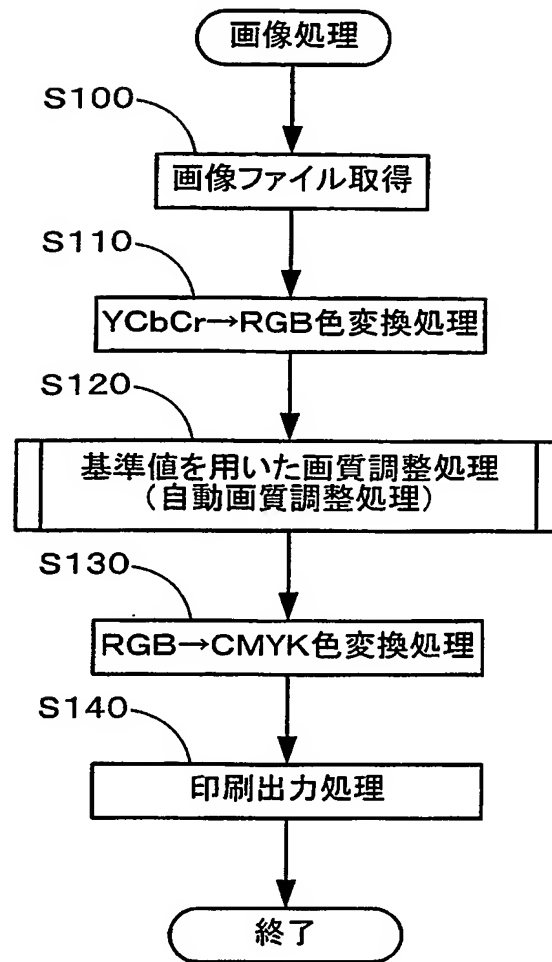 画像処理
S100
画像ファイル取得
S110
YCbCr→RGB色変換処理
S120
基準値を用いた画質調整処理
(自動画質調整処理)
S130
RGB→CMYK色変換処理
S140
印刷出力処理
終了